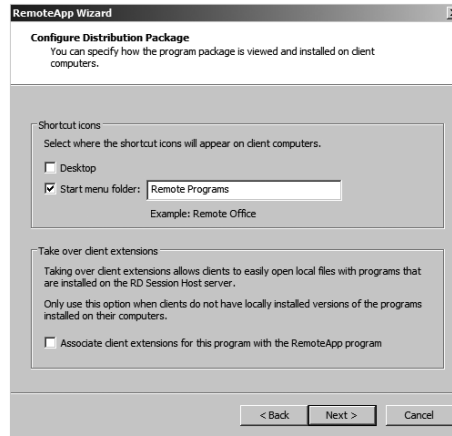 RemoteApp Wizard
Configure Distribution Package
You can specify how the program package is viewed and installed on client
computers.
Shortcut icons
Select where the shortcut icons will appear on client computers.
Desktop
Start menu folder: Remote Programs
Example: Remote Office
Take over client extensions
Taking over client extensions allows clients to easily open local files with programs that
are installed on the RD Session Host server.
Only use this option when clients do not have locally installed versions of the programs
installed on their computers.
Associate client extensions for this program with the RemoteApp program
< Back Next > Cancel